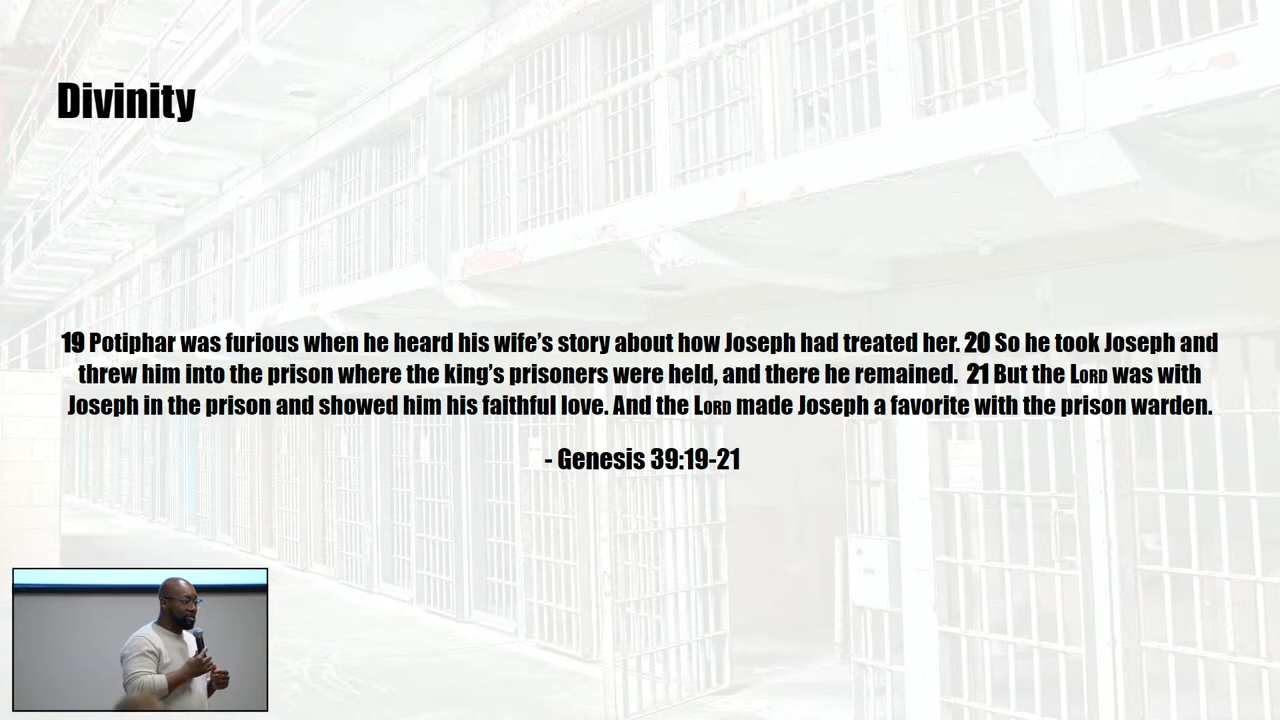 Divinity
19 Potiphar was furious when he heard his wife’s story about how Joseph had treated her. 20 So he took Joseph and
threw him into the prison where the king’s prisoners were held, and there he remained.  21 But the LORD was with
Joseph in the prison and showed him his faithful love. And the LORD made Joseph a favorite with the prison warden.
- Genesis 39:19-21